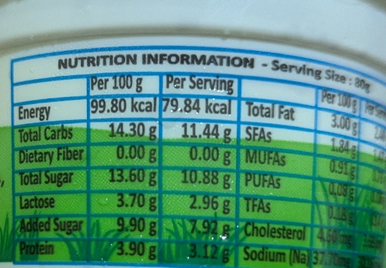 NUTRITION INFORMATION - Serving Size : 80g
Per 100 g Per Serving Per 100 g
Energy 99.80 kcal 79.84 kcal Total Fat 3.00 g
Total Carbs 14.30 g 11.44 g SFAs 1.84 g
Dietary Fiber 0.00 g 0.00 g MUFAs 0.91 g
Total Sugar 13.60 g 10.88 g PUFAs 0.08 g
Lactose 3.70 g 2.96 g TFAs
Added Sugar 9.90 g 7.92 g Cholesterol
Protein 3.90 g 3.12 g Sodium (Na)